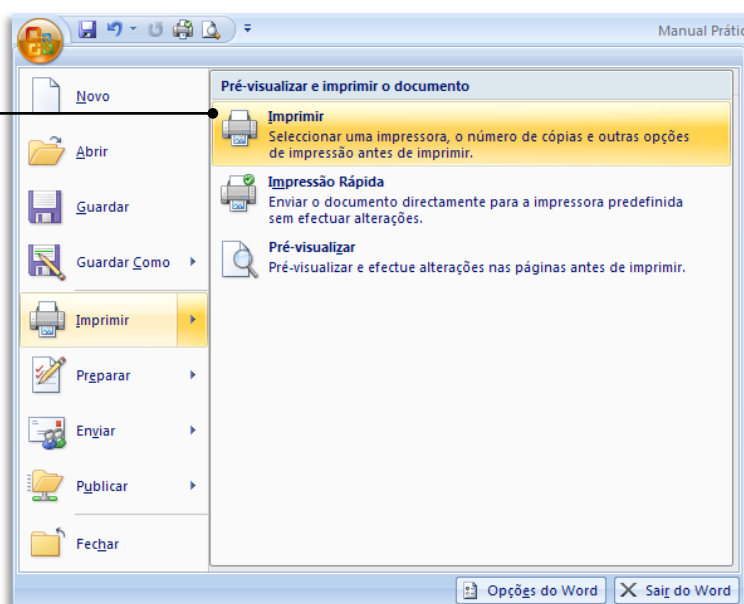 Manual Prátic
Novo
Abrir
Guardar
Guardar Como
Imprimir
Preparar
Enviar
Publicar
Fechar
Pré-visualizar e imprimir o documento
Imprimir
Seleccionar uma impressora, o número de cópias e outras opções
de impressão antes de imprimir.
Impressão Rápida
Enviar o documento directamente para a impressora predefinida
sem efectuar alterações.
Pré-visualizar
Pré-visualizar e efectue alterações nas páginas antes de imprimir.
Opções do Word
Sair do Word